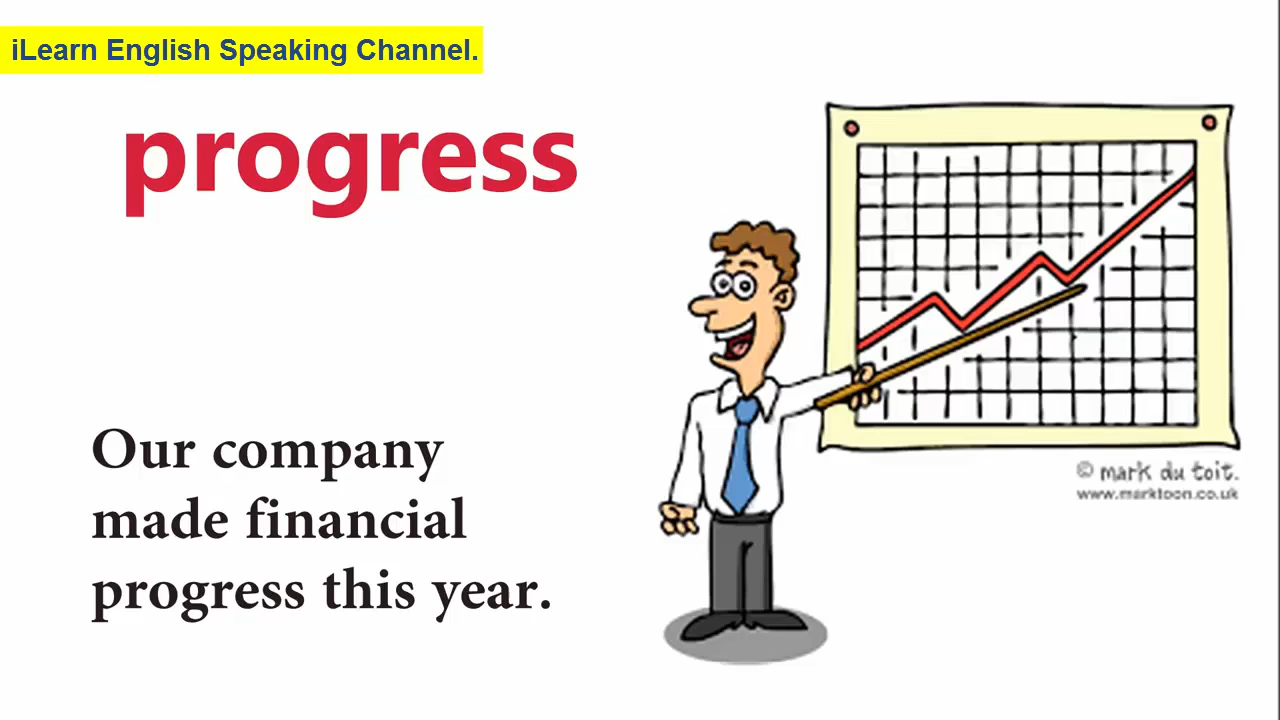 iLearn English Speaking Channel.
progress
Our company
made financial
progress this year.
© mark du toit.
www.marktoon.co.uk